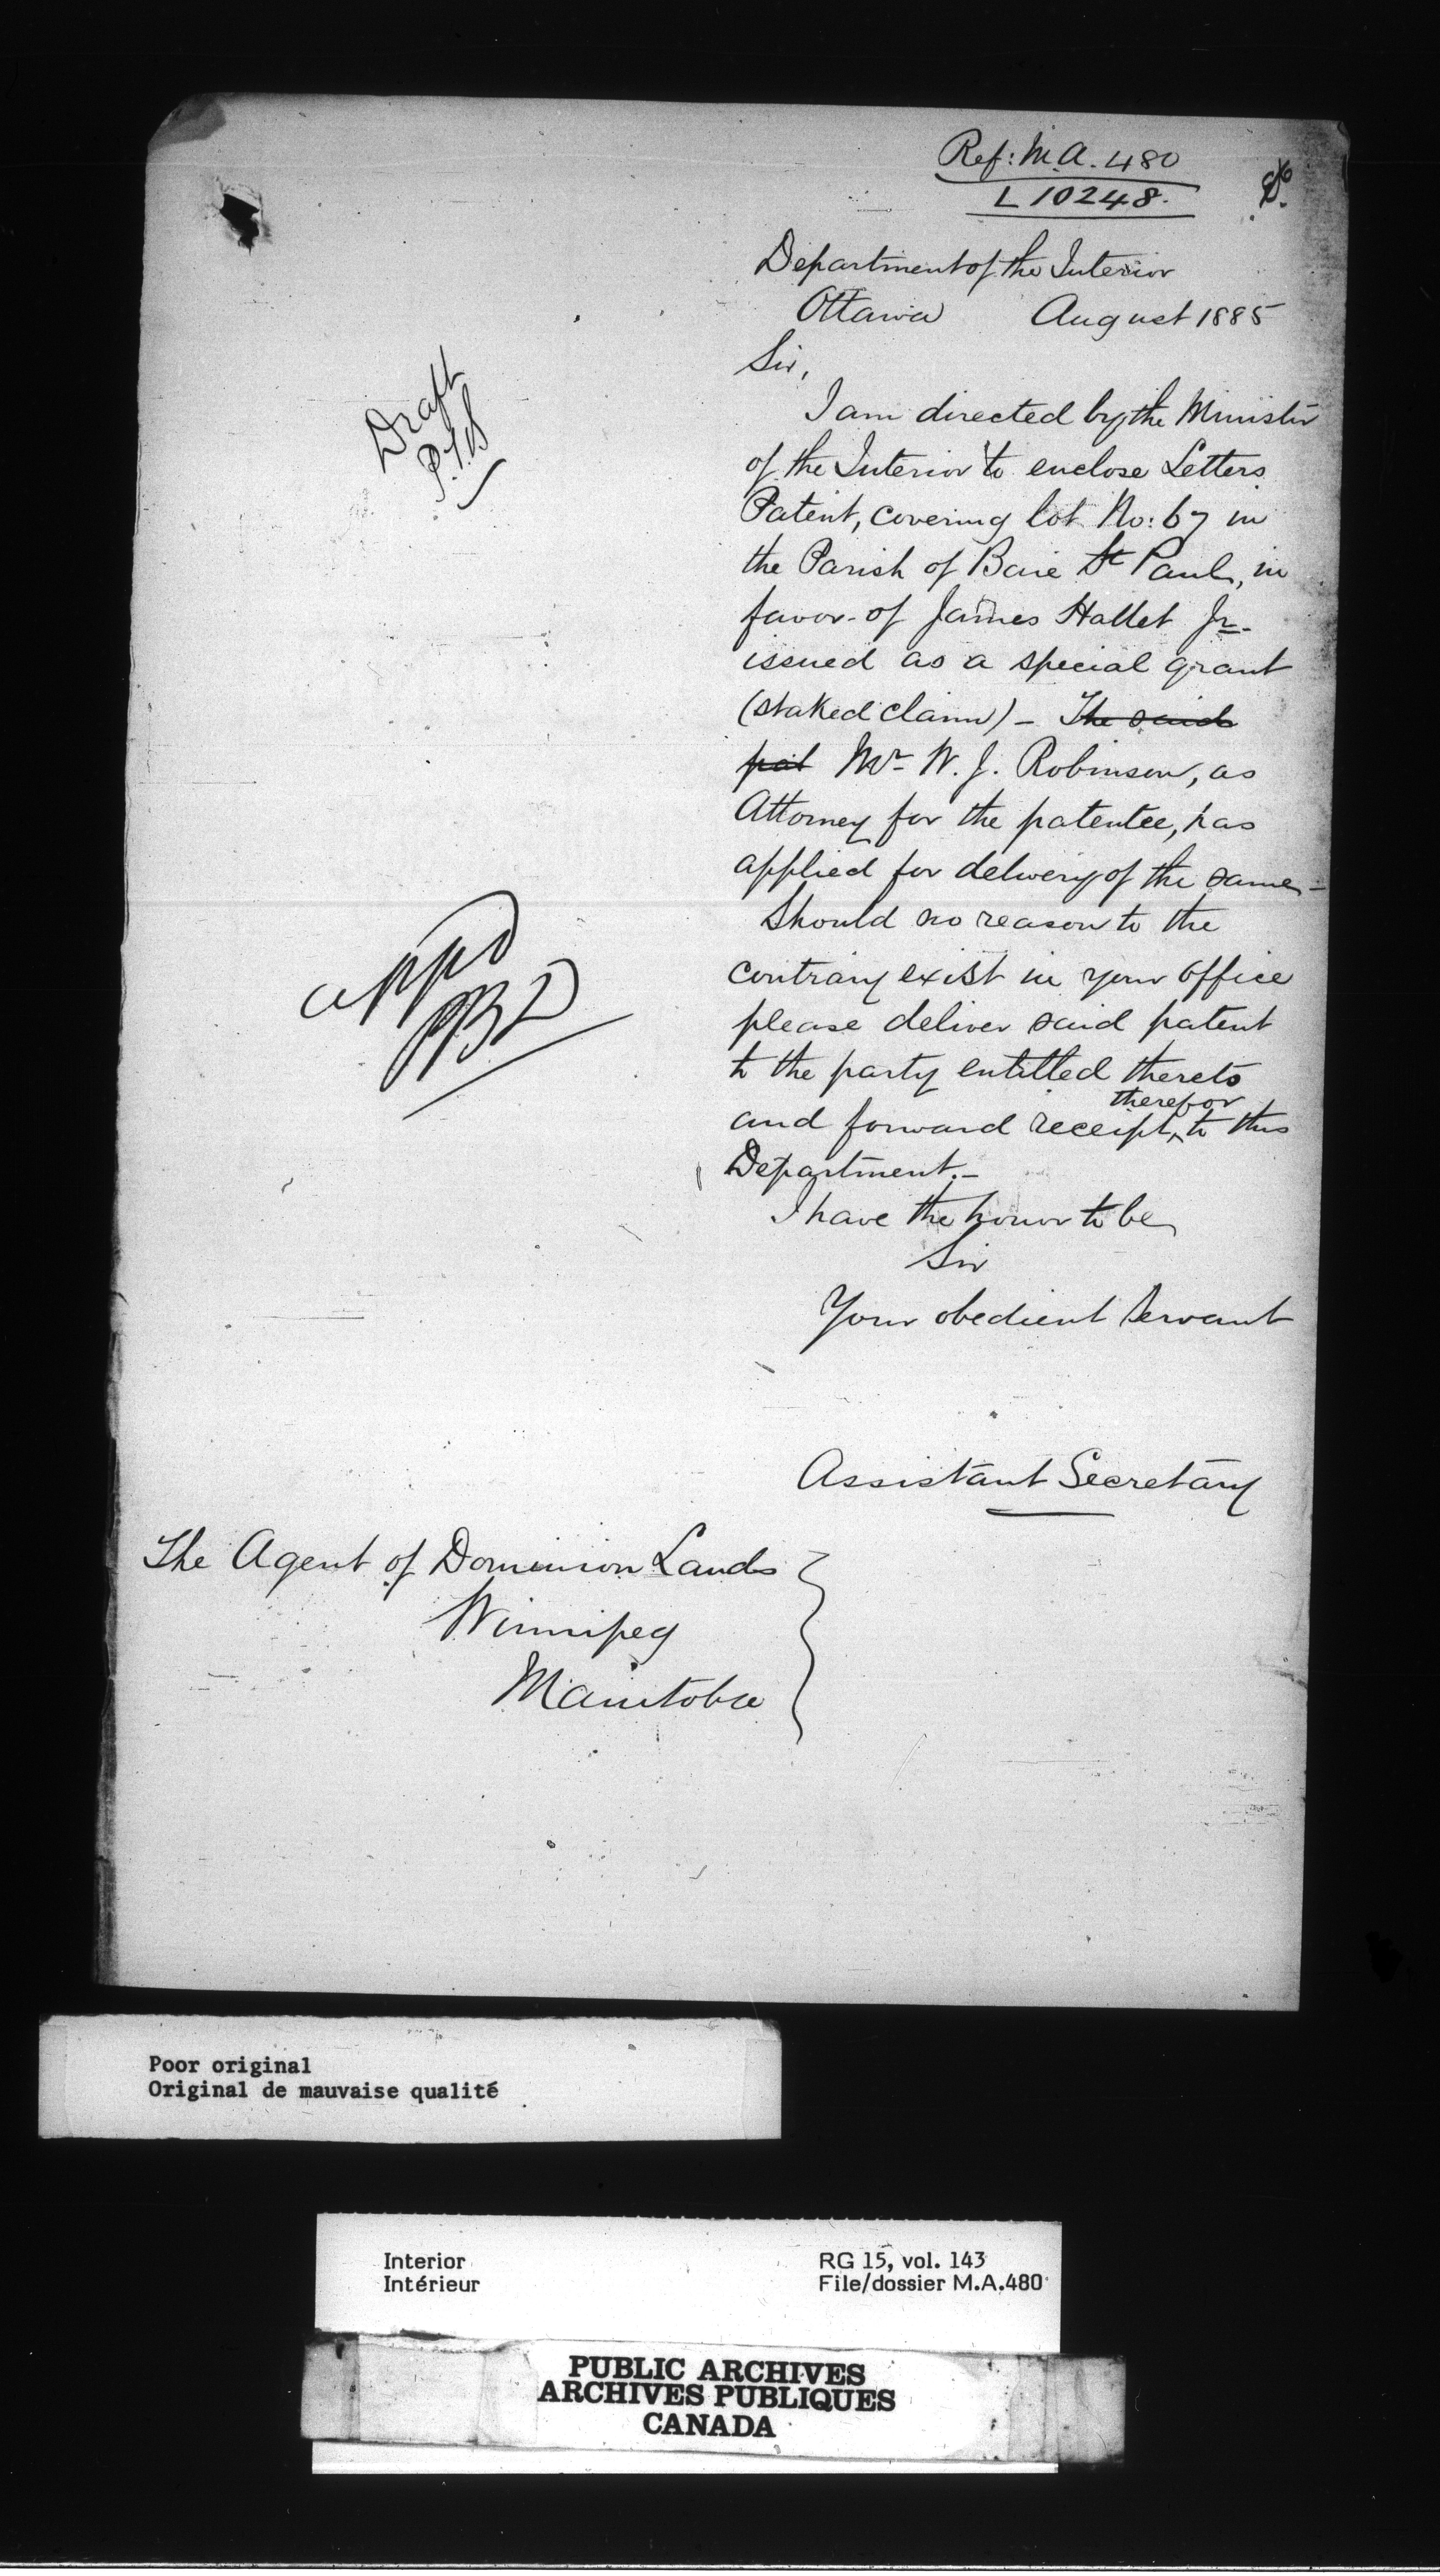 Ref: M.A. 480
L 10248.
Department of the Interior
Ottawa August 1885
Sir,
I am directed by the Minister
of the Interior to enclose Letters
Patent, covering lot No: 67 in
the Parish of Baie St Paul, in
favor of James Hallet Jr.
issued as a special grant
(staked claim) - The said
pat Mr W. J. Robinson, as
Attorney for the patentee, has
applied for delivery of the same -
Should no reason to the
contrary exist in your office
please deliver said patent
to the party entitled thereto
and forward receipt, therefor to this
Department. -
I have the honor to be
Sir
Your obedient Servant
Assistant Secretary
Draft
appd
The Agent of Dominion Lands
Winnipeg
Manitoba
Poor original
Original de mauvaise qualité
Interior
Intérieur
RG 15, vol. 143
File/dossier M.A.480
PUBLIC ARCHIVES
ARCHIVES PUBLIQUES
CANADA